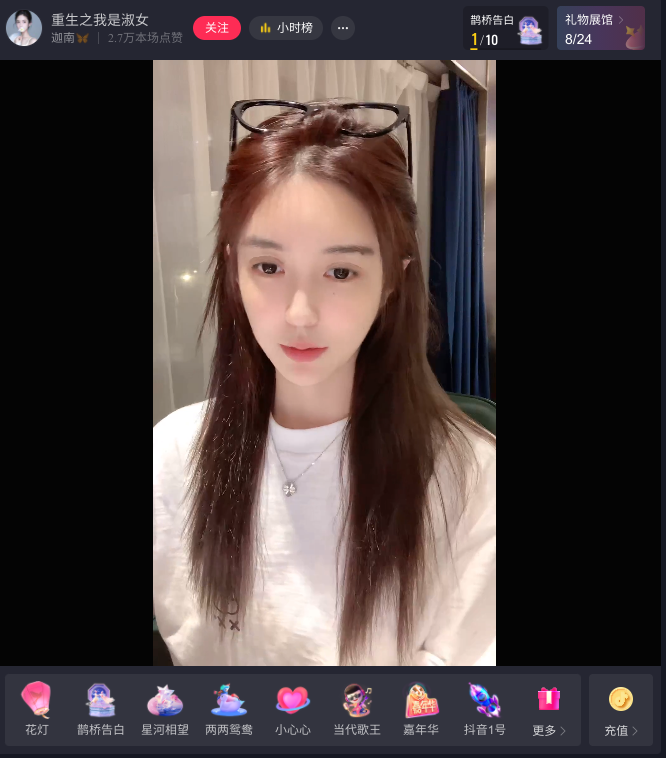 重生之我是淑女
迦南 | 2.7万本场点赞
关注
小时榜
鹊桥告白
1/10
礼物展馆
8/24
嘉年华
花灯
鹊桥告白
星河相望
两两鸳鸯
小心心
当代歌王
嘉年华
抖音1号
更多
充值